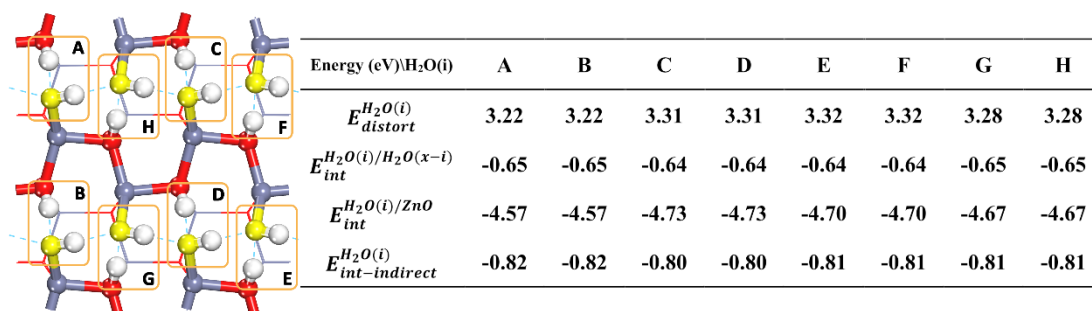 A
C
H
F
B
D
G
E
Energy (eV)\H₂O(i) A B C D E F G H
E_{distort}^{H₂O(i)} 3.22 3.22 3.31 3.31 3.32 3.32 3.28 3.28
E_{int}^{H₂O(i)/H₂O(x−i)} -0.65 -0.65 -0.64 -0.64 -0.64 -0.64 -0.65 -0.65
E_{int}^{H₂O(i)/ZnO} -4.57 -4.57 -4.73 -4.73 -4.70 -4.70 -4.67 -4.67
E_{int−indirect}^{H₂O(i)} -0.82 -0.82 -0.80 -0.80 -0.81 -0.81 -0.81 -0.81